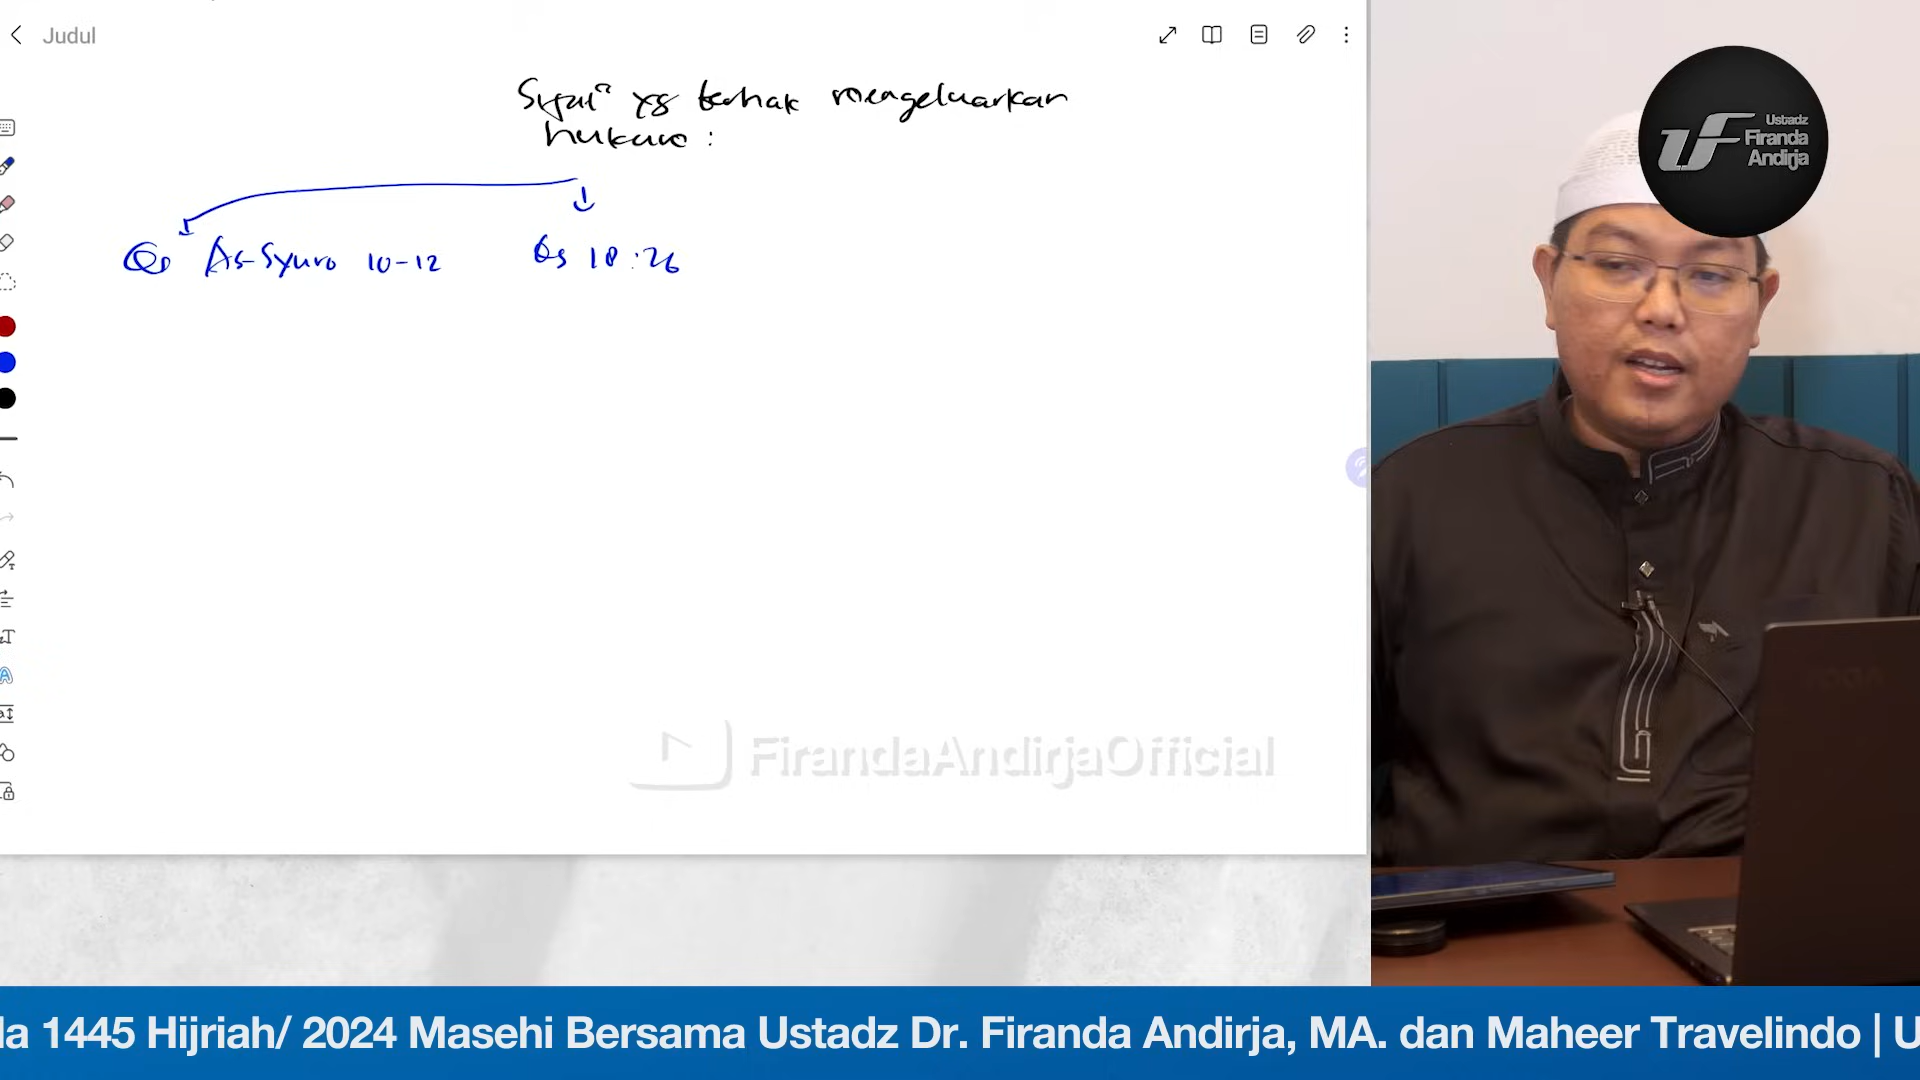 Judul
Syart² yg berhak mengeluarkan
hukum :
Qs As-Syuro 10-12 Qs 18:26
Ustadz
Firanda
Andirja
FirandaAndirjaOfficial
da 1445 Hijriah/ 2024 Masehi Bersama Ustadz Dr. Firanda Andirja, MA. dan Maheer Travelindo | U